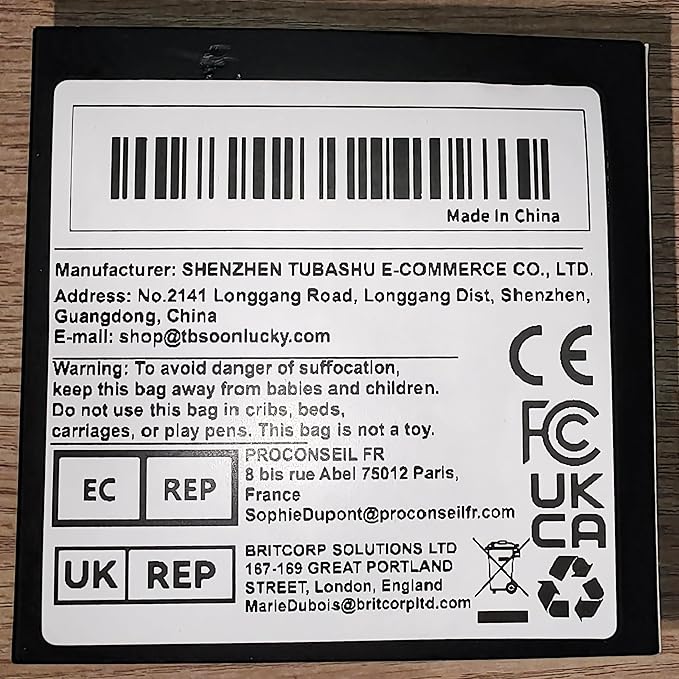 Made In China
Manufacturer: SHENZHEN TUBASHU E-COMMERCE CO., LTD.
Address: No.2141 Longgang Road, Longgang Dist, Shenzhen,
Guangdong, China
E-mail: shop@tbsoonlucky.com
Warning: To avoid danger of suffocation,
keep this bag away from babies and children.
Do not use this bag in cribs, beds,
carriages, or play pens. This bag is not a toy.
CE
FC
UK
CA
EC REP
PROCONSEIL FR
8 bis rue Abel 75012 Paris,
France
SophieDupont@proconseilfr.com
UK REP
BRITCORP SOLUTIONS LTD
167-169 GREAT PORTLAND
STREET, London, England
MarieDubois@britcorpltd.com